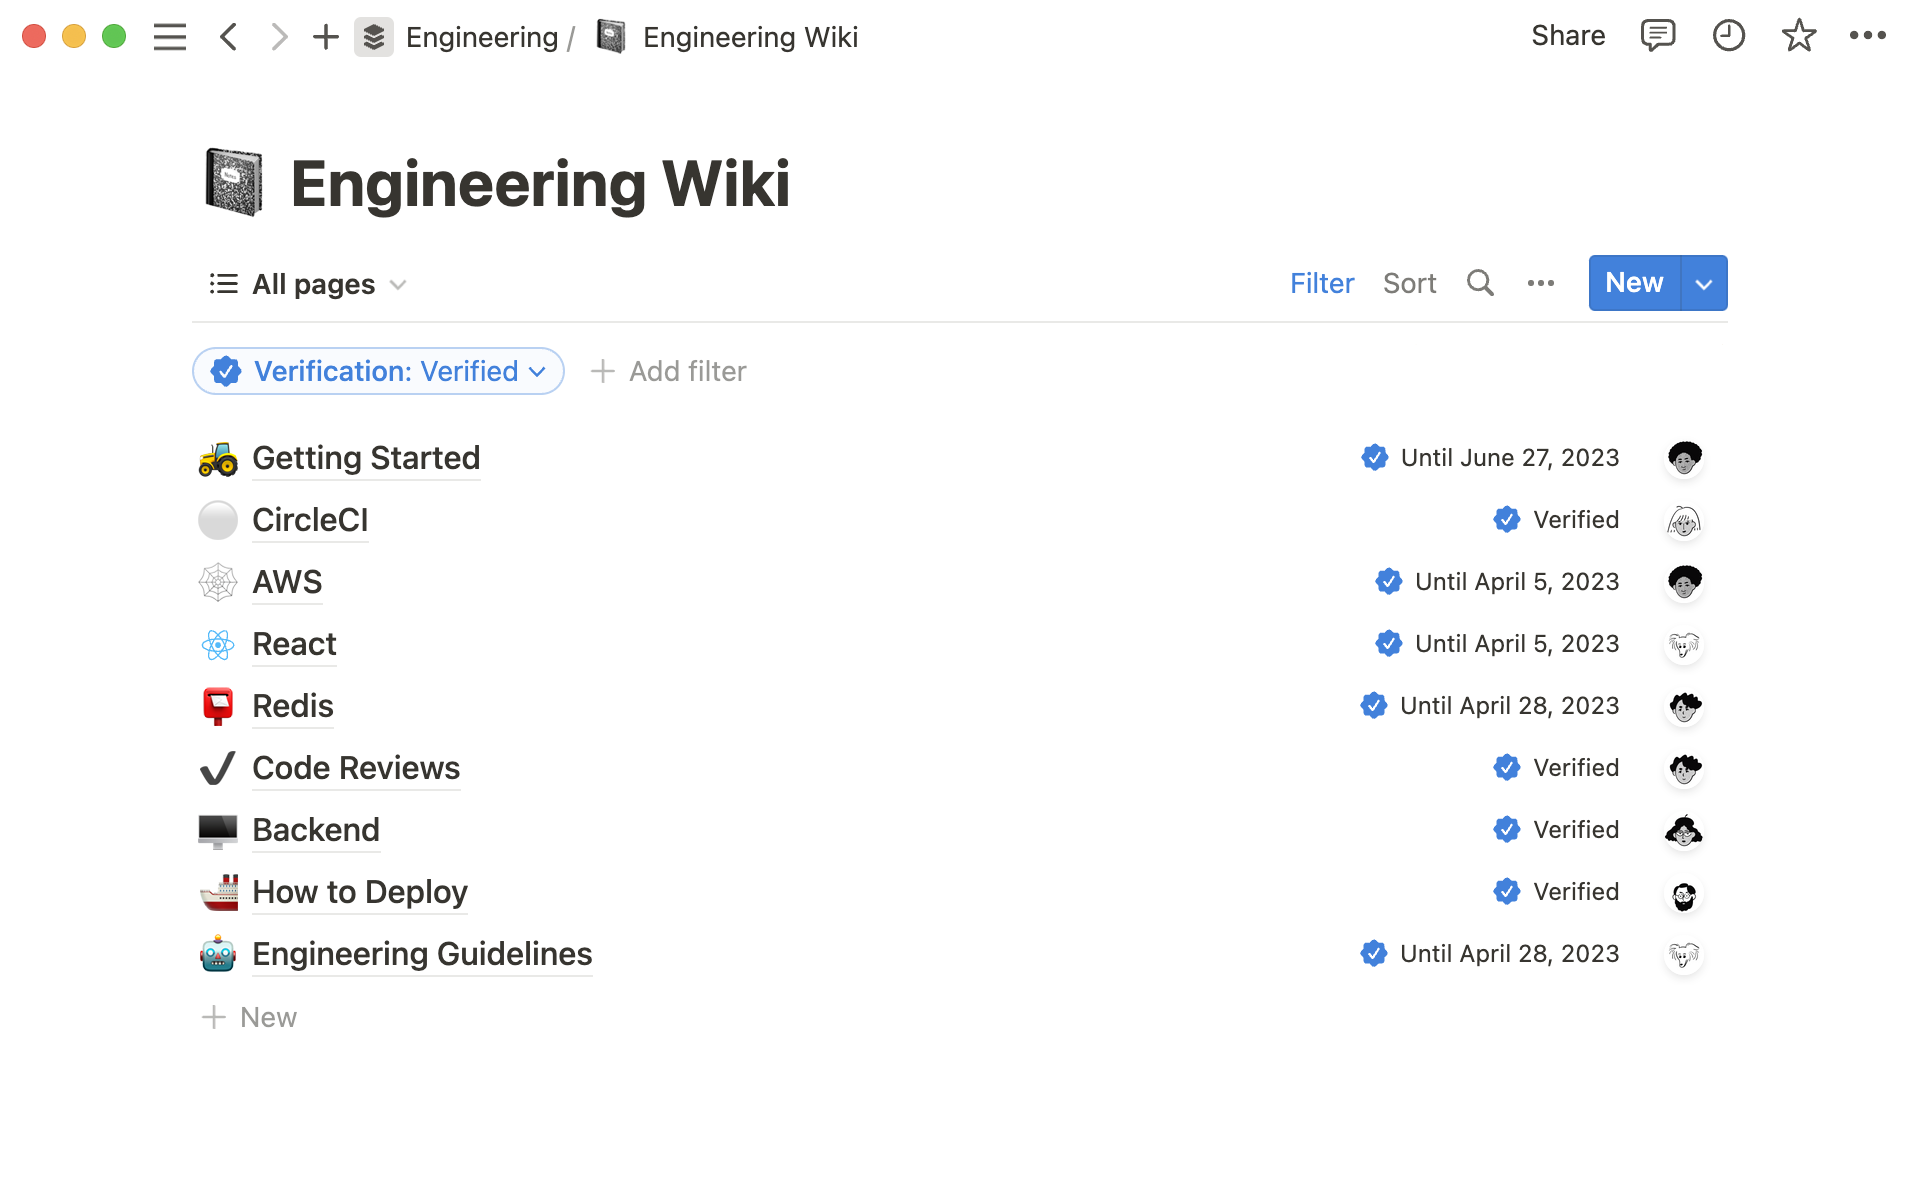 Engineering / Engineering Wiki
Share
Engineering Wiki
All pages
Filter Sort New
Verification: Verified
Add filter
Getting Started Until June 27, 2023
CircleCI Verified
AWS Until April 5, 2023
React Until April 5, 2023
Redis Until April 28, 2023
Code Reviews Verified
Backend Verified
How to Deploy Verified
Engineering Guidelines Until April 28, 2023
New